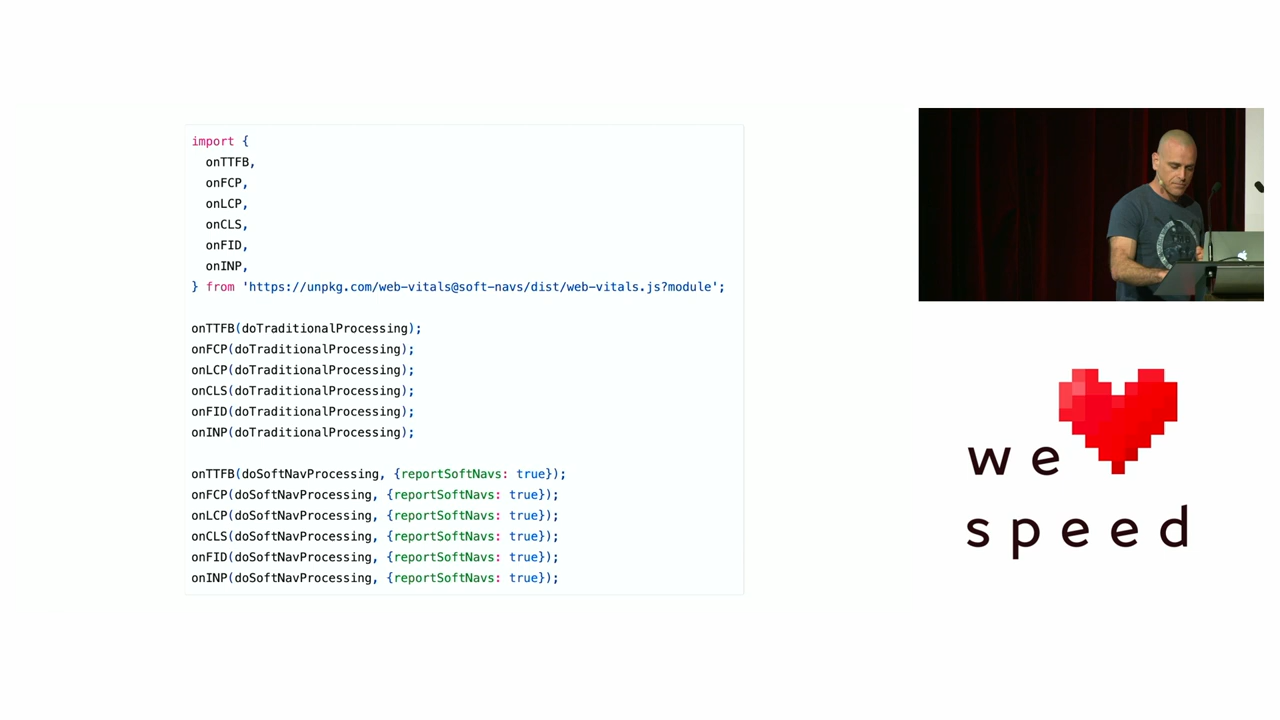 import {
  onTTFB,
  onFCP,
  onLCP,
  onCLS,
  onFID,
  onINP,
} from 'https://unpkg.com/web-vitals@soft-navs/dist/web-vitals.js?module';
onTTFB(doTraditionalProcessing);
onFCP(doTraditionalProcessing);
onLCP(doTraditionalProcessing);
onCLS(doTraditionalProcessing);
onFID(doTraditionalProcessing);
onINP(doTraditionalProcessing);
onTTFB(doSoftNavProcessing, {reportSoftNavs: true});
onFCP(doSoftNavProcessing, {reportSoftNavs: true});
onLCP(doSoftNavProcessing, {reportSoftNavs: true});
onCLS(doSoftNavProcessing, {reportSoftNavs: true});
onFID(doSoftNavProcessing, {reportSoftNavs: true});
onINP(doSoftNavProcessing, {reportSoftNavs: true});
we
speed